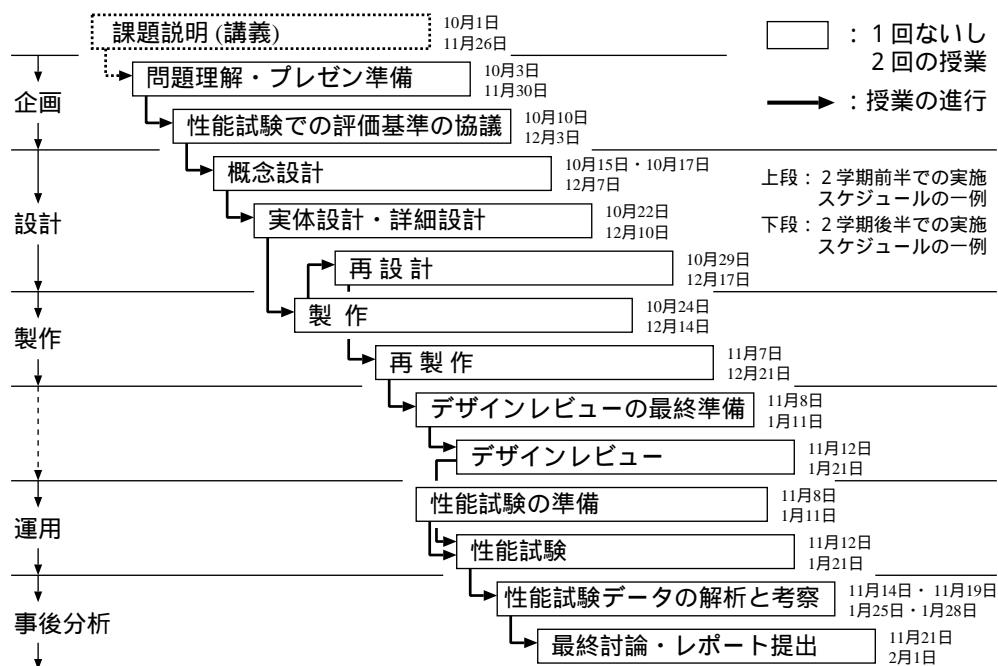 課題説明 (講義)
10月1日
11月26日
：１回ないし
２回の授業
問題理解・プレゼン準備
10月3日
11月30日
企画
：授業の進行
性能試験での評価基準の協議
10月10日
12月3日
概念設計
10月15日・10月17日
12月7日
上段：２学期前半での実施
スケジュールの一例
下段：２学期後半での実施
スケジュールの一例
設計
実体設計・詳細設計
10月22日
12月10日
再 設 計
10月29日
12月17日
製 作
10月24日
12月14日
製作
再 製 作
11月7日
12月21日
デザインレビューの最終準備
11月8日
1月11日
デザインレビュー
11月12日
1月21日
性能試験の準備
11月8日
1月11日
運用
性能試験
11月12日
1月21日
性能試験データの解析と考察
11月14日・ 11月19日
1月25日・1月28日
事後分析
最終討論・レポート提出
11月21日
2月1日